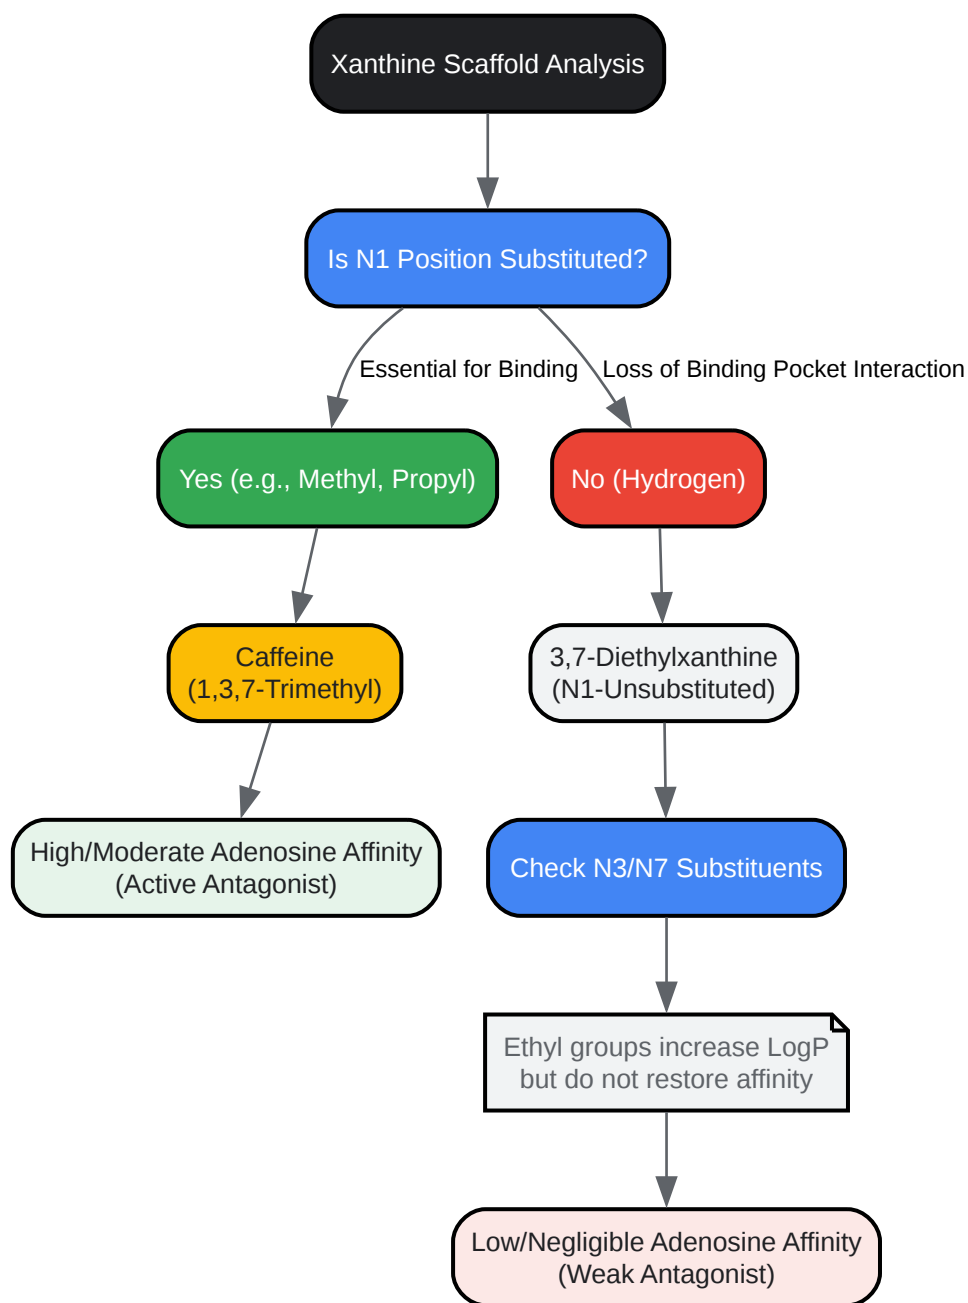 Xanthine Scaffold Analysis
Is N1 Position Substituted?
Essential for Binding
Loss of Binding Pocket Interaction
Yes (e.g., Methyl, Propyl)
No (Hydrogen)
Caffeine
(1,3,7-Trimethyl)
3,7-Diethylxanthine
(N1-Unsubstituted)
High/Moderate Adenosine Affinity
(Active Antagonist)
Check N3/N7 Substituents
Ethyl groups increase LogP
but do not restore affinity
Low/Negligible Adenosine Affinity
(Weak Antagonist)